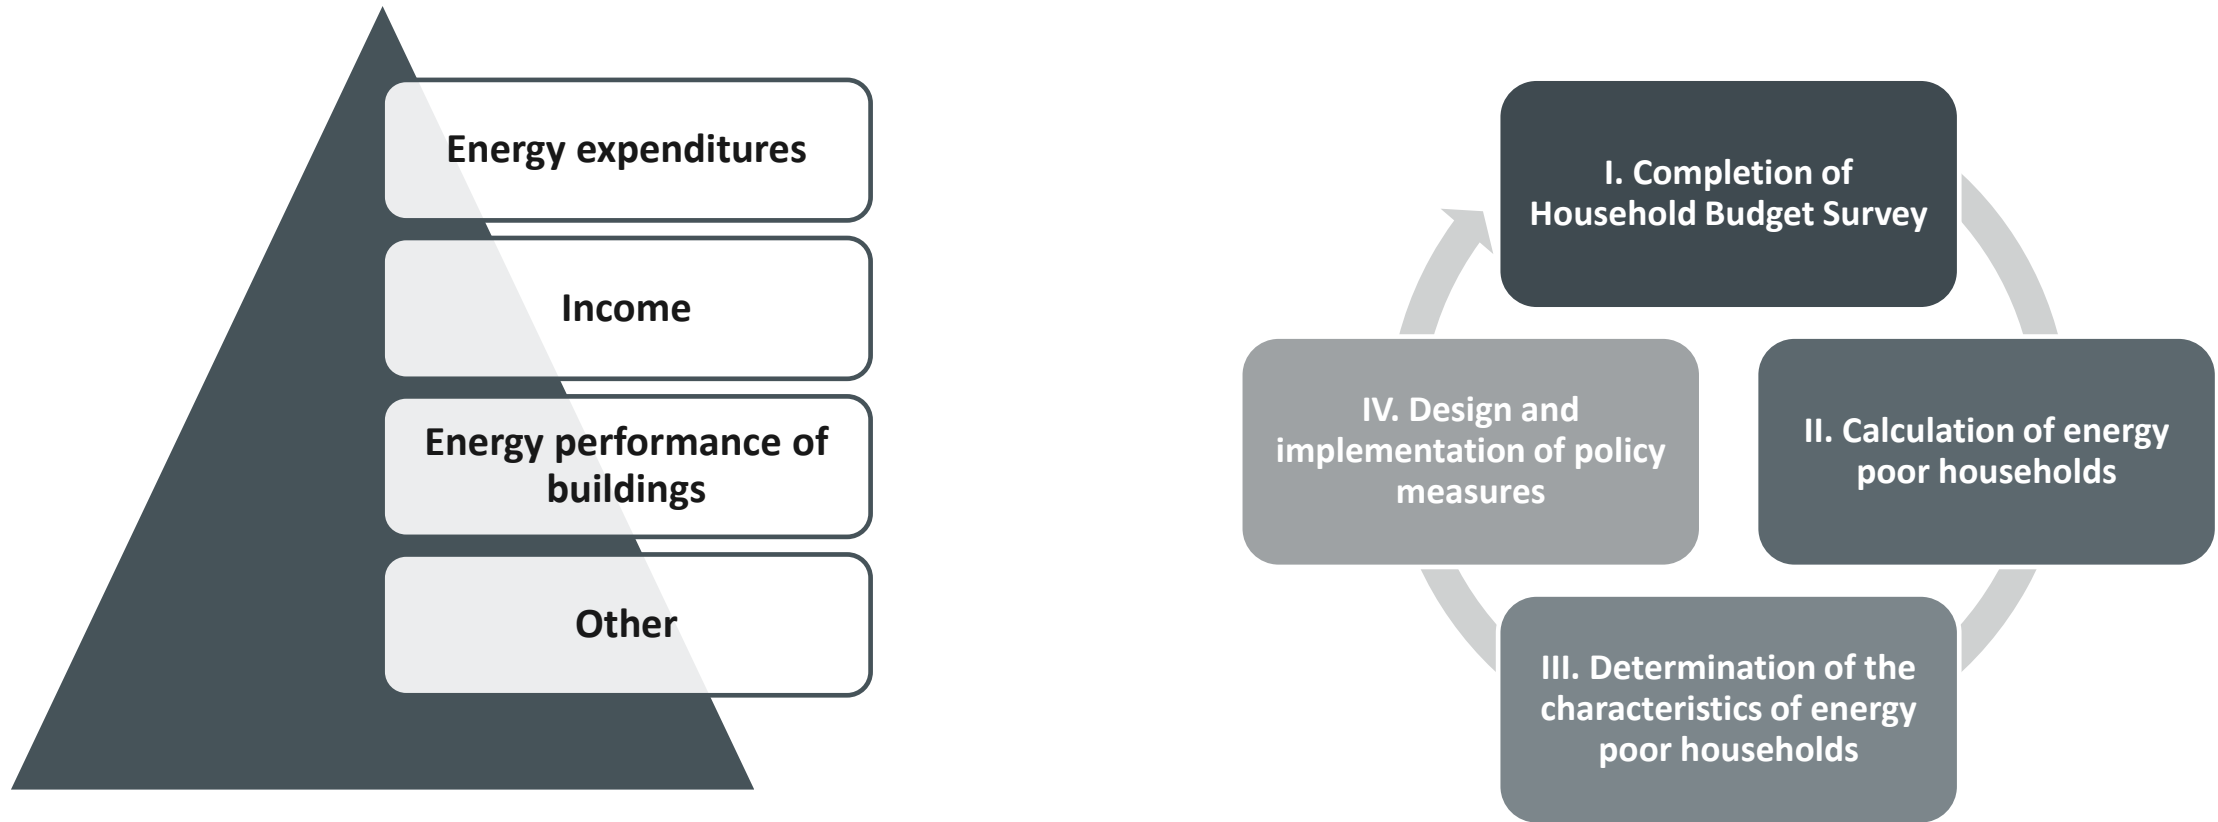 Energy expenditures
Income
Energy performance of
buildings
Other
I. Completion of
Household Budget Survey
II. Calculation of energy
poor households
III. Determination of the
characteristics of energy
poor households
IV. Design and
implementation of policy
measures